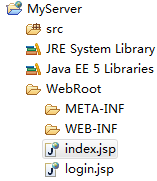 MyServer
src
JRE System Library
Java EE 5 Libraries
WebRoot
META-INF
WEB-INF
index.jsp
login.jsp